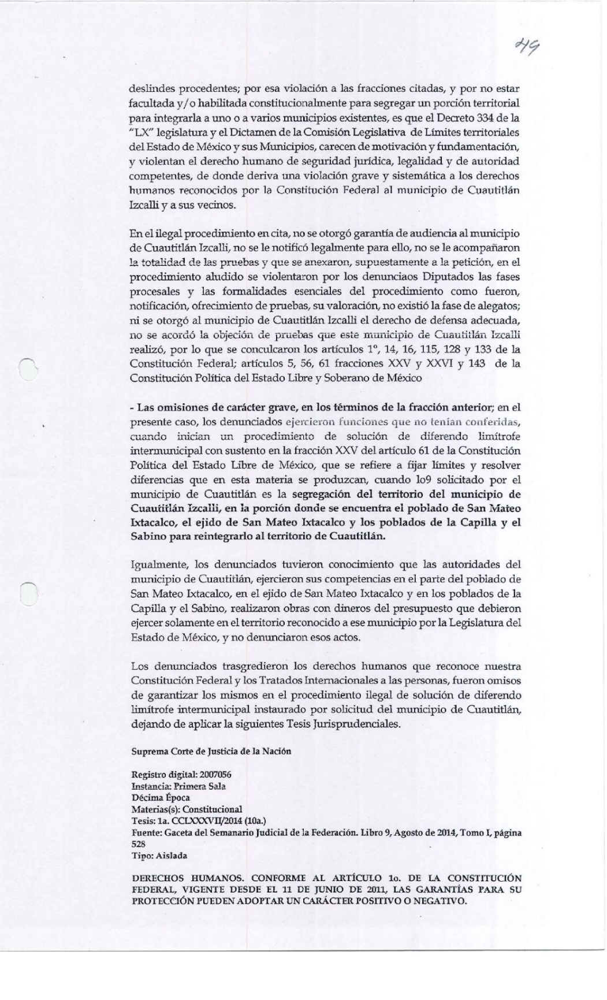 49
deslindes procedentes; por esa violación a las fracciones citadas, y por no estar
facultada y/o habilitada constitucionalmente para segregar un porción territorial
para integrarla a uno o a varios municipios existentes, es que el Decreto 334 de la
"LX" legislatura y el Dictamen de la Comisión Legislativa de Límites territoriales
del Estado de México y sus Municipios, carecen de motivación y fundamentación,
y violentan el derecho humano de seguridad jurídica, legalidad y de autoridad
competentes, de donde deriva una violación grave y sistemática a los derechos
humanos reconocidos por la Constitución Federal al municipio de Cuautitlán
Izcalli y a sus vecinos.
En el ilegal procedimiento en cita, no se otorgó garantía de audiencia al municipio
de Cuautitlán Izcalli, no se le notificó legalmente para ello, no se le acompañaron
la totalidad de las pruebas y que se anexaron, supuestamente a la petición, en el
procedimiento aludido se violentaron por los denunciaos Diputados las fases
procesales y las formalidades esenciales del procedimiento como fueron,
notificación, ofrecimiento de pruebas, su valoración, no existió la fase de alegatos;
ni se otorgó al municipio de Cuautitlán Izcalli el derecho de defensa adecuada,
no se acordó la objeción de pruebas que este municipio de Cuautitlán Izcalli
realizó, por lo que se conculcaron los artículos 1º, 14, 16, 115, 128 y 133 de la
Constitución Federal; artículos 5, 56, 61 fracciones XXV y XXVI y 143 de la
Constitución Política del Estado Libre y Soberano de México
- Las omisiones de carácter grave, en los términos de la fracción anterior; en el
presente caso, los denunciados ejercieron funciones que no tenían conferidas,
cuando inician un procedimiento de solución de diferendo limítrofe
intermunicipal con sustento en la fracción XXV del artículo 61 de la Constitución
Política del Estado Libre de México, que se refiere a fijar límites y resolver
diferencias que en esta materia se produzcan, cuando lo9 solicitado por el
municipio de Cuautitlán es la segregación del territorio del municipio de
Cuautitlán Izcalli, en la porción donde se encuentra el poblado de San Mateo
Ixtacalco, el ejido de San Mateo Ixtacalco y los poblados de la Capilla y el
Sabino para reintegrarlo al territorio de Cuautitlán.
Igualmente, los denunciados tuvieron conocimiento que las autoridades del
municipio de Cuautitlán, ejercieron sus competencias en el parte del poblado de
San Mateo Ixtacalco, en el ejido de San Mateo Ixtacalco y en los poblados de la
Capilla y el Sabino, realizaron obras con dineros del presupuesto que debieron
ejercer solamente en el territorio reconocido a ese municipio por la Legislatura del
Estado de México, y no denunciaron esos actos.
Los denunciados trasgredieron los derechos humanos que reconoce nuestra
Constitución Federal y los Tratados Internacionales a las personas, fueron omisos
de garantizar los mismos en el procedimiento ilegal de solución de diferendo
limítrofe intermunicipal instaurado por solicitud del municipio de Cuautitlán,
dejando de aplicar la siguientes Tesis Jurisprudenciales.
Suprema Corte de Justicia de la Nación
Registro digital: 2007056
Instancia: Primera Sala
Décima Época
Materias(s): Constitucional
Tesis: 1a. CCLXXXVII/2014 (10a.)
Fuente: Gaceta del Semanario Judicial de la Federación. Libro 9, Agosto de 2014, Tomo I, página
528
Tipo: Aislada
DERECHOS HUMANOS. CONFORME AL ARTÍCULO 1o. DE LA CONSTITUCIÓN
FEDERAL, VIGENTE DESDE EL 11 DE JUNIO DE 2011, LAS GARANTÍAS PARA SU
PROTECCIÓN PUEDEN ADOPTAR UN CARÁCTER POSITIVO O NEGATIVO.